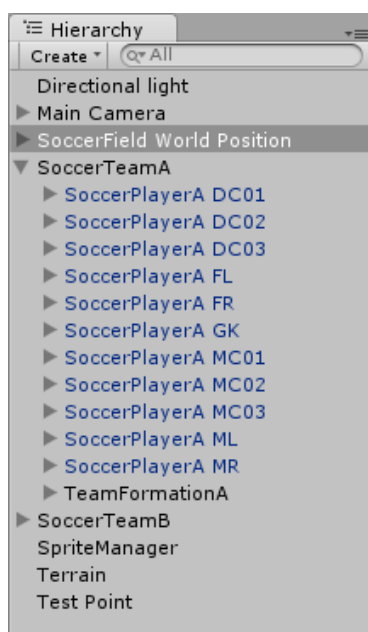 Hierarchy
Create All
Directional light
Main Camera
SoccerField World Position
SoccerTeamA
SoccerPlayerA DC01
SoccerPlayerA DC02
SoccerPlayerA DC03
SoccerPlayerA FL
SoccerPlayerA FR
SoccerPlayerA GK
SoccerPlayerA MC01
SoccerPlayerA MC02
SoccerPlayerA MC03
SoccerPlayerA ML
SoccerPlayerA MR
TeamFormationA
SoccerTeamB
SpriteManager
Terrain
Test Point